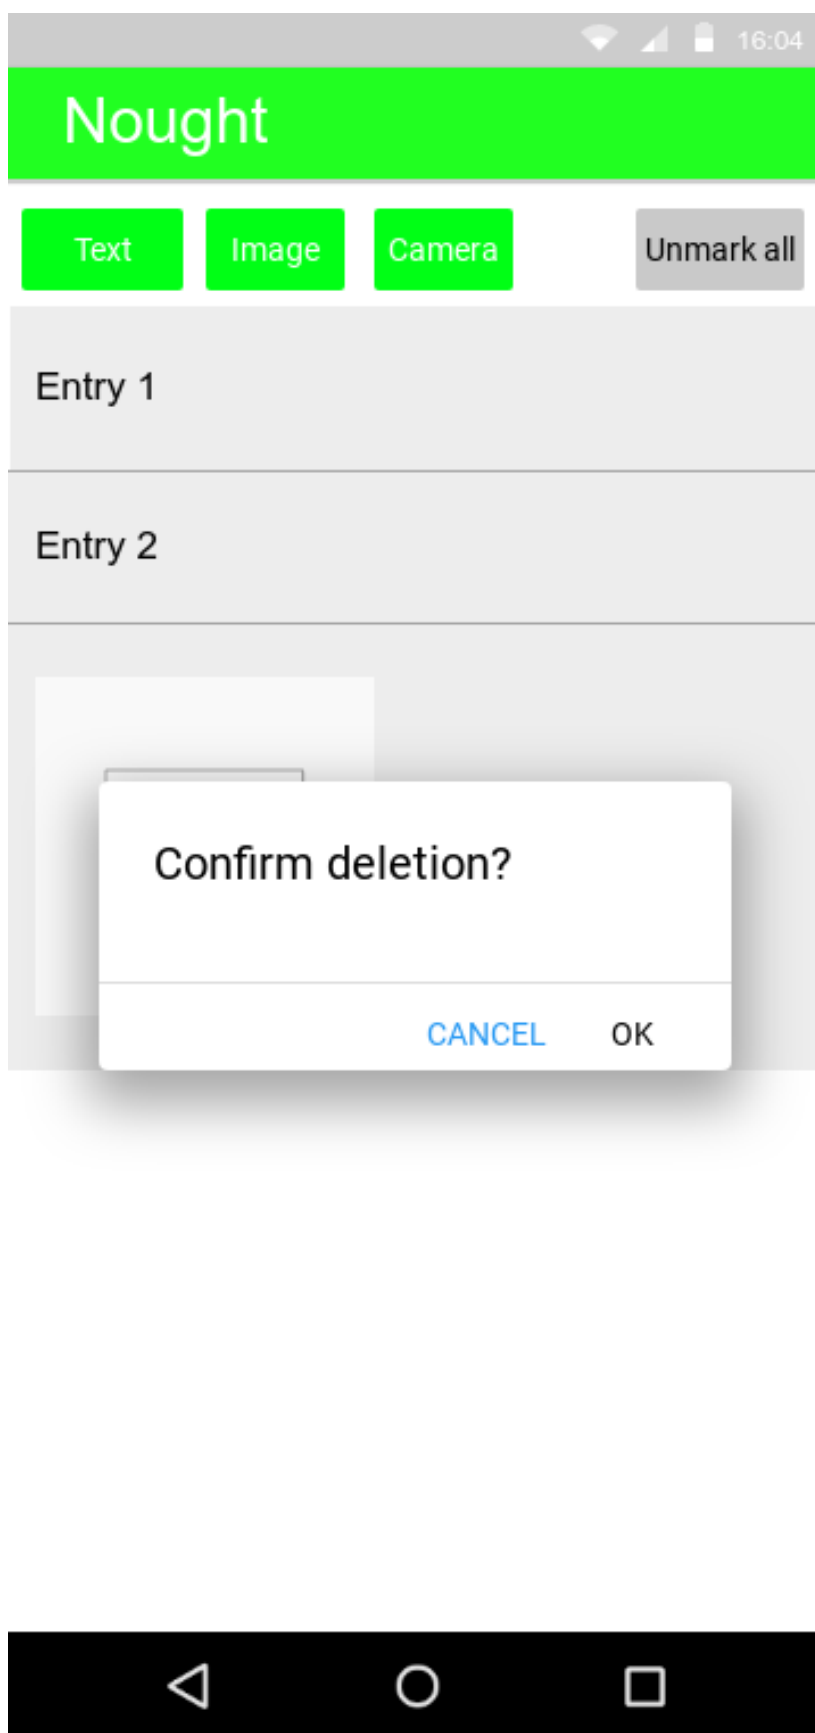 16:04
Nought
Text Image Camera Unmark all
Entry 1
Entry 2
Confirm deletion?
CANCEL OK